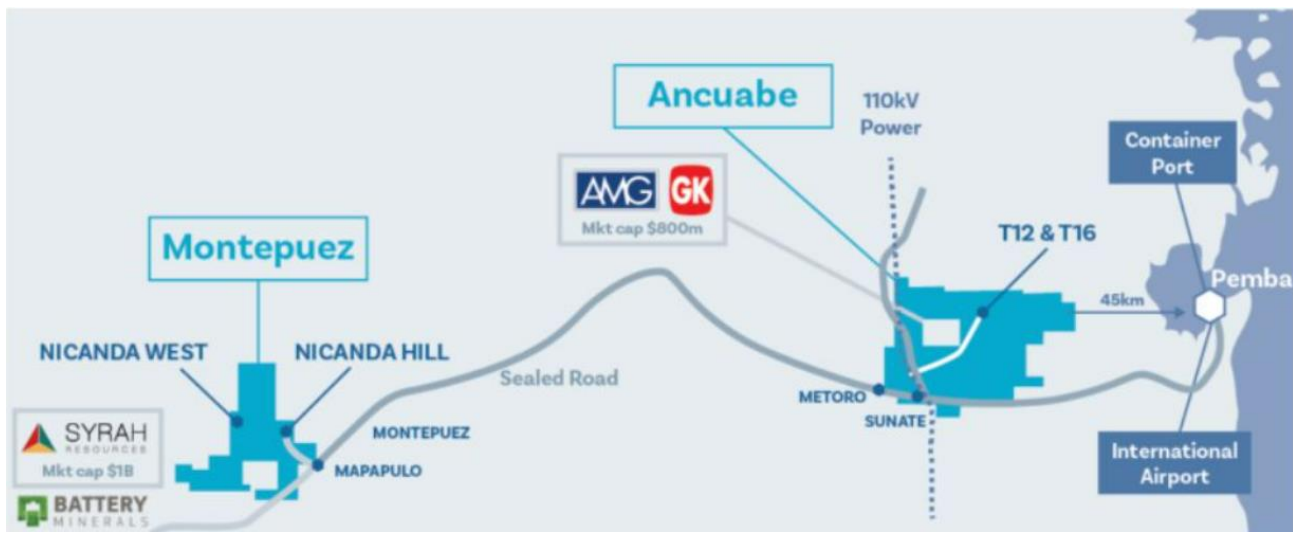 Ancuabe
110kV
Power
Container
Port
AMG GK
Mkt cap $800m
T12 & T16
Montepuez
Pemba
45km
NICANDA WEST
NICANDA HILL
Sealed Road
METORO
SUNATE
SYRAH
RESOURCES
Mkt cap $1B
MONTEPUEZ
MAPAPULO
International
Airport
BATTERY
MINERALS